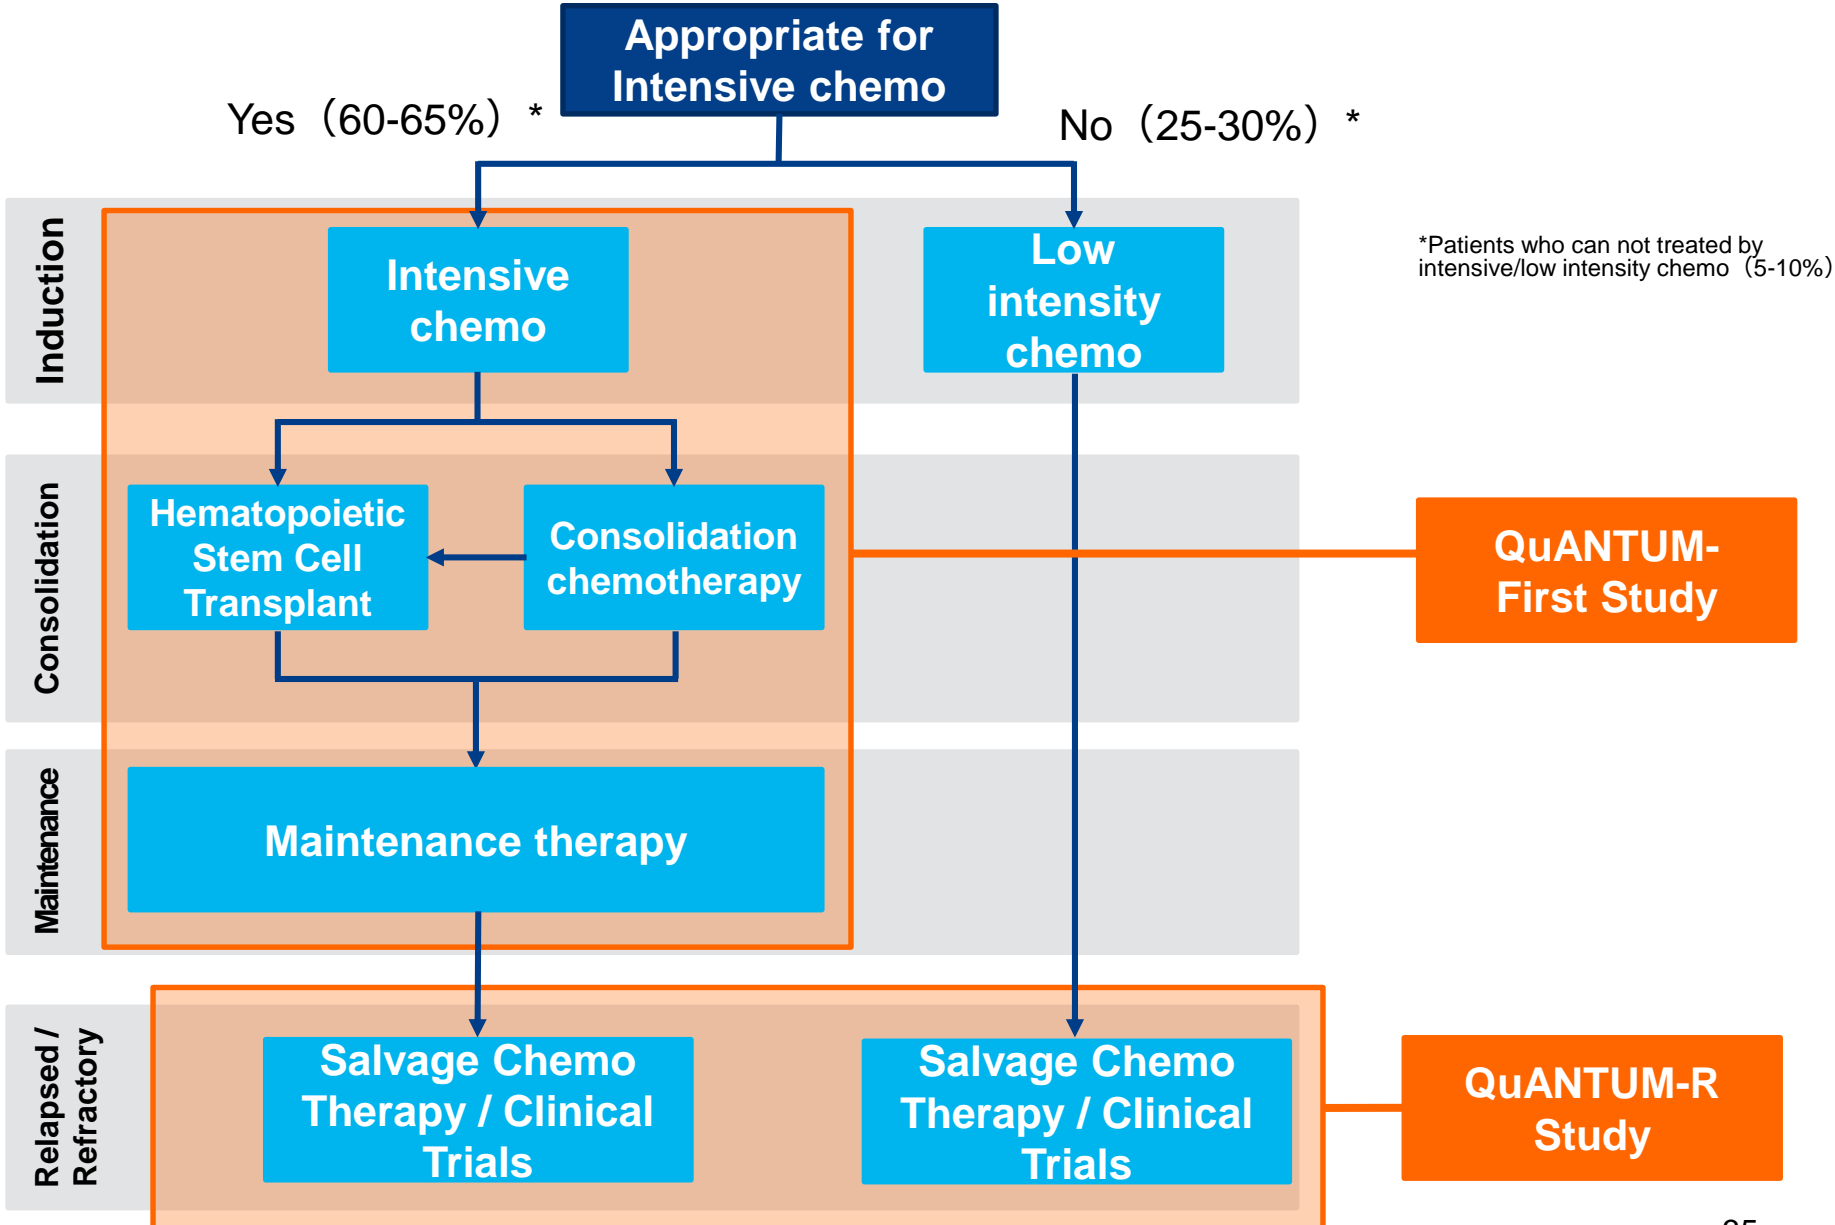 Appropriate for
Intensive chemo
Yes（60-65%）*
No（25-30%）*
Induction
Intensive
chemo
Low
intensity
chemo
*Patients who can not treated by
intensive/low intensity chemo（5-10%）
Consolidation
Hematopoietic
Stem Cell
Transplant
Consolidation
chemotherapy
QuANTUM-
First Study
Maintenance
Maintenance therapy
Relapsed /
Refractory
Salvage Chemo
Therapy / Clinical
Trials
Salvage Chemo
Therapy / Clinical
Trials
QuANTUM-R
Study